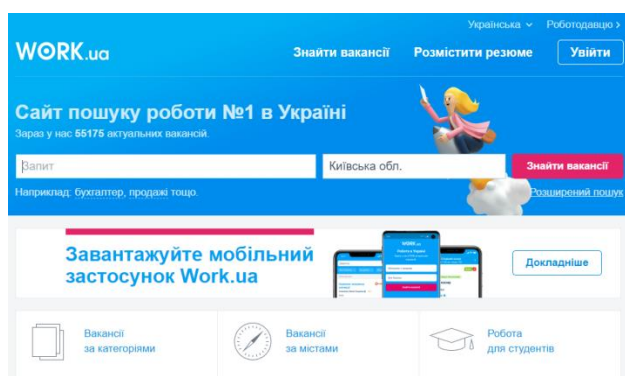 Українська
Роботодавцю >
WORK.ua
Знайти вакансії
Розмістити резюме
Увійти
Сайт пошуку роботи №1 в Україні
Зараз у нас 55175 актуальних вакансій.
Запит
Київська обл.
Знайти вакансії
Наприклад: бухгалтер, продажі тощо.
Розширений пошук
Завантажуйте мобільний
застосунок Work.ua
Докладніше
Вакансії
за категоріями
Вакансії
за містами
Робота
для студентів